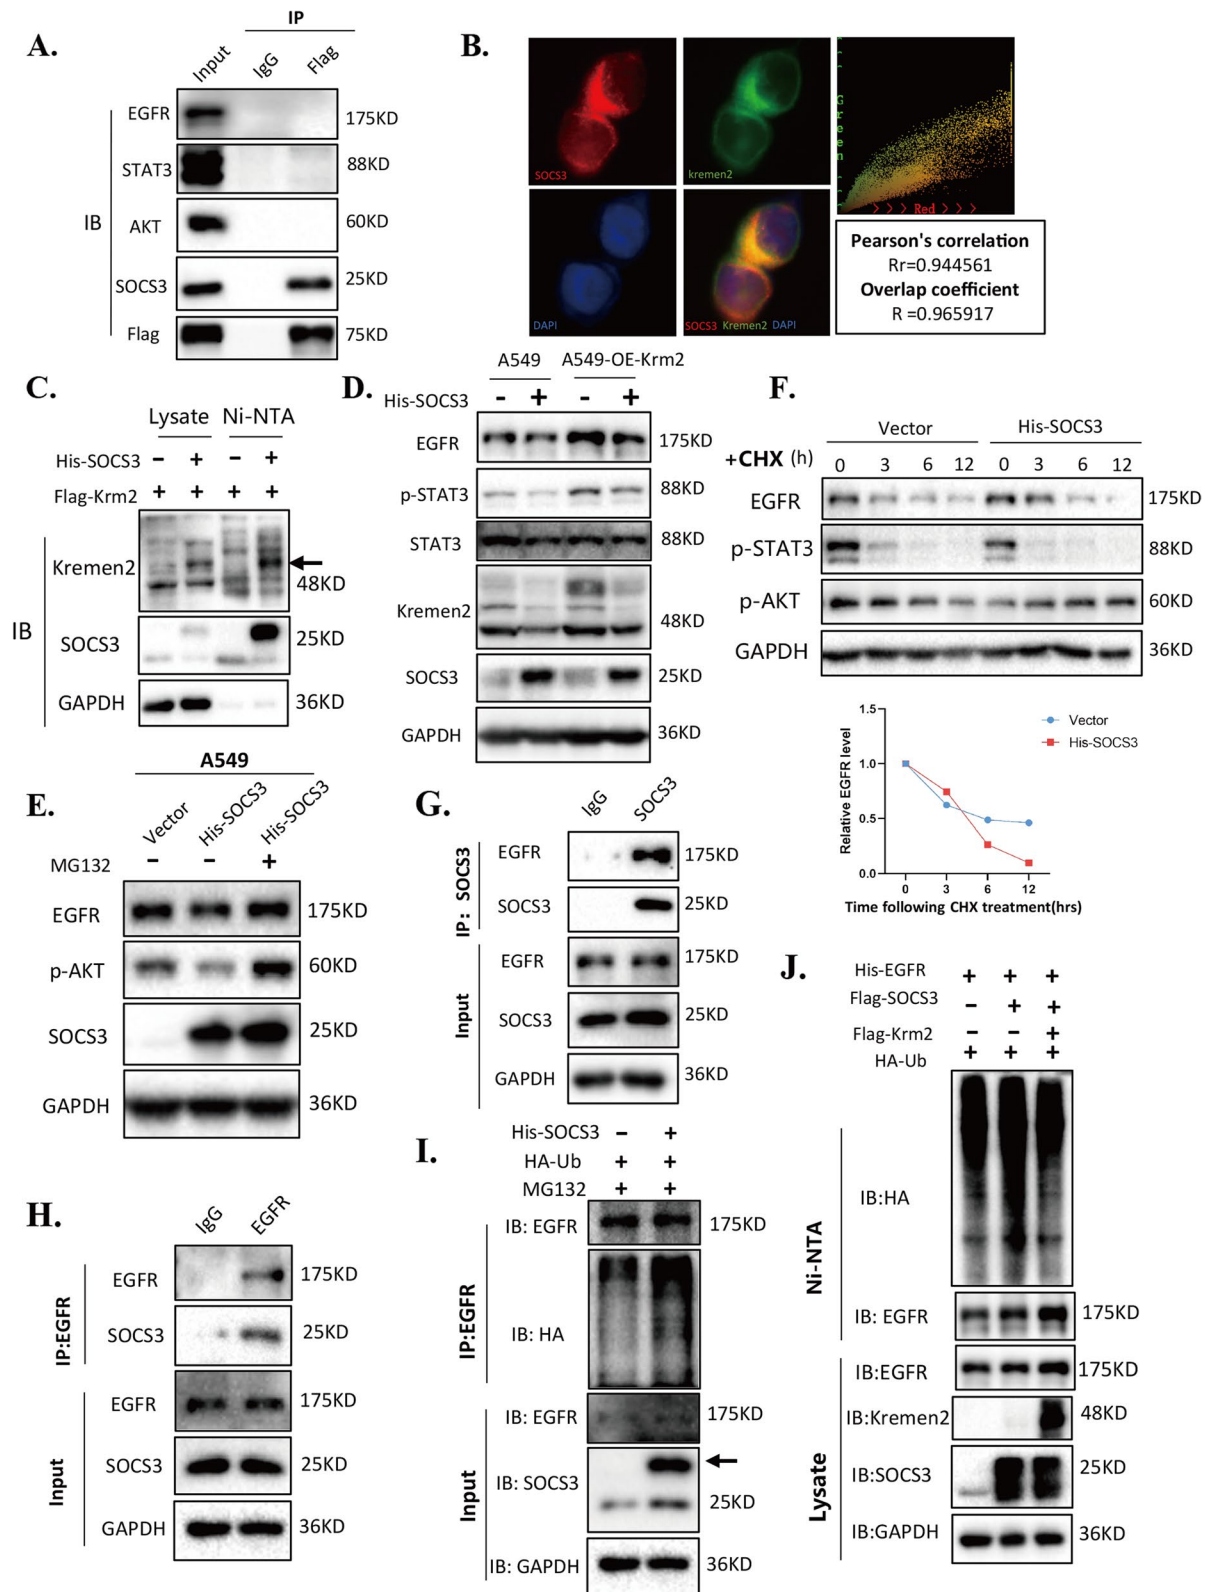 A.
IP
Input IgG Flag
IB
EGFR 175KD
STAT3 88KD
AKT 60KD
SOCS3 25KD
Flag 75KD
B.
SOCS3
kremen2
DAPI
SOCS3 Kremen2 DAPI
Green
> > > Red > > >
Pearson's correlation
Rr=0.944561
Overlap coefficient
R =0.965917
C.
Lysate Ni-NTA
His-SOCS3 - + - +
Flag-Krm2 + + + +
IB
Kremen2 48KD
SOCS3 25KD
GAPDH 36KD
D.
A549 A549-OE-Krm2
His-SOCS3 - + - +
EGFR 175KD
p-STAT3 88KD
STAT3 88KD
Kremen2 48KD
SOCS3 25KD
GAPDH 36KD
F.
Vector His-SOCS3
+CHX (h) 0 3 6 12 0 3 6 12
EGFR 175KD
p-STAT3 88KD
p-AKT 60KD
GAPDH 36KD
Relative EGFR level
1.5
1.0
0.5
0.0
0 3 6 12
Time following CHX treatment(hrs)
Vector
His-SOCS3
E.
A549
Vector His-SOCS3 His-SOCS3
MG132 - - +
EGFR 175KD
p-AKT 60KD
SOCS3 25KD
GAPDH 36KD
G.
IgG SOCS3
IP: SOCS3
EGFR 175KD
SOCS3 25KD
Input
EGFR 175KD
SOCS3 25KD
GAPDH 36KD
H.
IgG EGFR
IP:EGFR
EGFR 175KD
SOCS3 25KD
Input
EGFR 175KD
SOCS3 25KD
GAPDH 36KD
I.
His-SOCS3 - +
HA-Ub + +
MG132 + +
IP:EGFR
IB: EGFR 175KD
IB: HA
Input
IB: EGFR 175KD
IB: SOCS3 25KD
IB: GAPDH 36KD
J.
His-EGFR + + +
Flag-SOCS3 - + +
Flag-Krm2 - - +
HA-Ub + + +
Ni-NTA
IB:HA
IB: EGFR 175KD
Lysate
IB:EGFR 175KD
IB:Kremen2 48KD
IB:SOCS3 25KD
IB:GAPDH 36KD